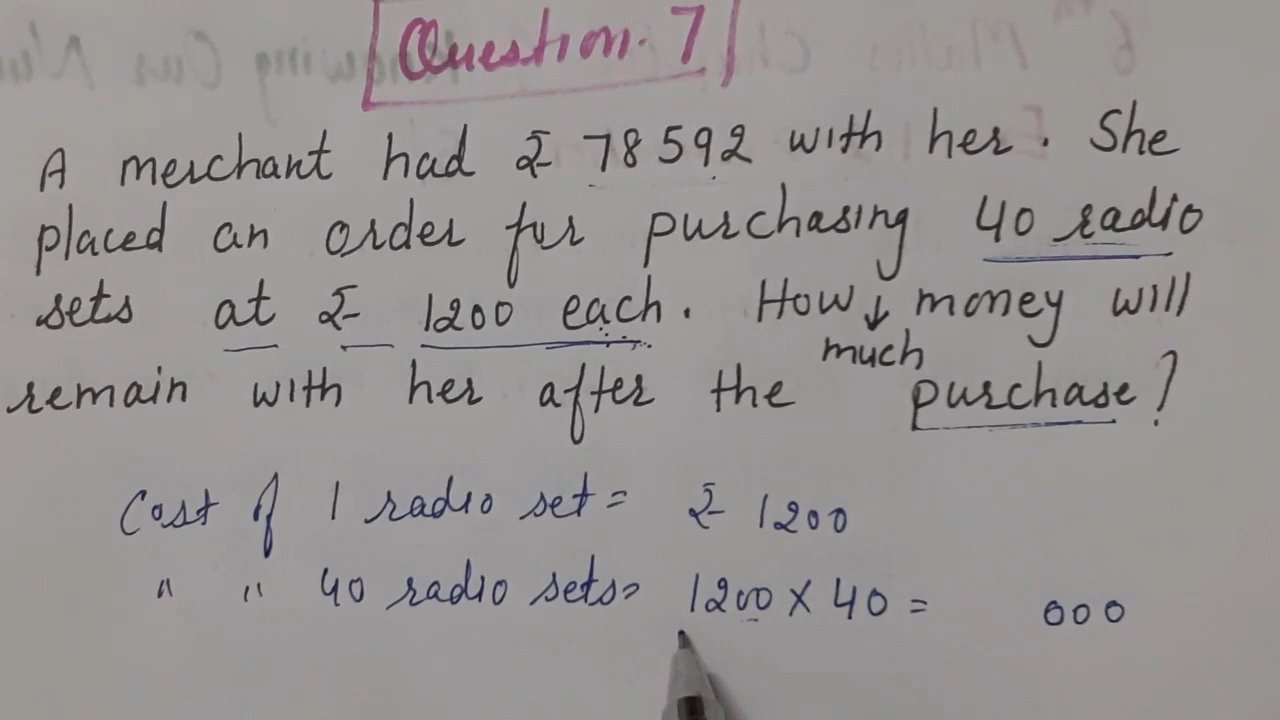 Question. 7
A merchant had ₹ 78592 with her. She
placed an order for purchasing 40 radio
sets at ₹ 1200 each. How ↓ money will
much
remain with her after the purchase?
Cost of 1 radio set = ₹ 1200
" " 40 radio sets= 1200 × 40 = 000